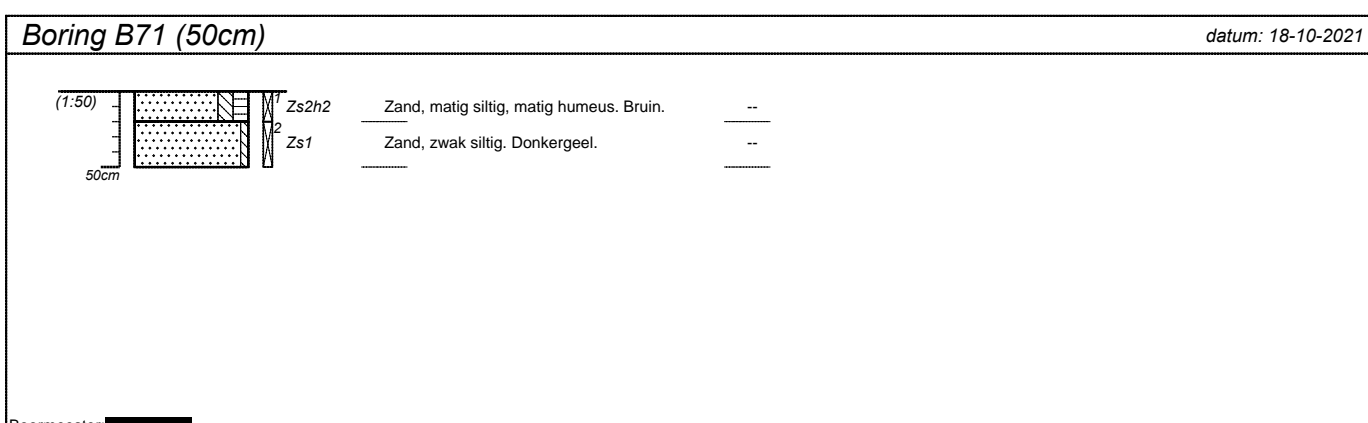 Boring B71 (50cm) datum: 18-10-2021
(1:50) 1 Zs2h2 Zand, matig siltig, matig humeus. Bruin. --
2 Zs1 Zand, zwak siltig. Donkergeel. --
50cm